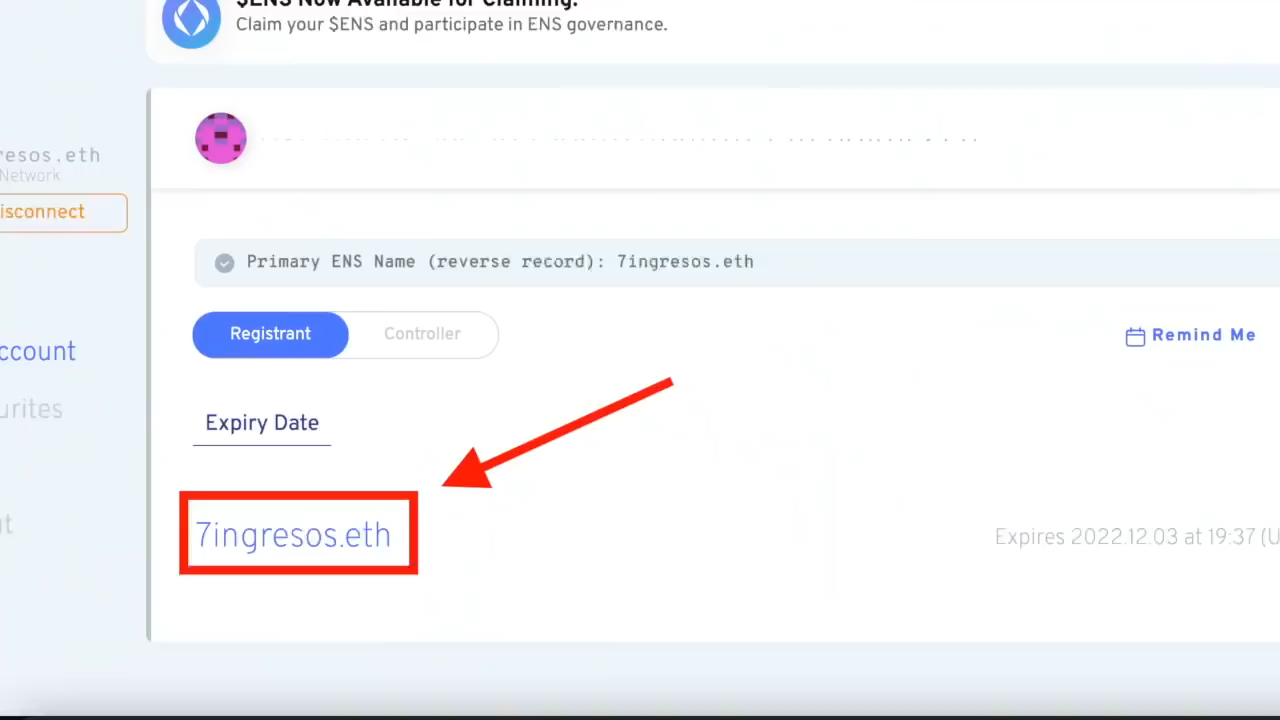 $ENS Now Available for Claiming.
Claim your $ENS and participate in ENS governance.
resos.eth
Network
isconnect
Primary ENS Name (reverse record): 7ingresos.eth
Registrant
Controller
Remind Me
ccount
urites
Expiry Date
7ingresos.eth
Expires 2022.12.03 at 19:37 (U
t